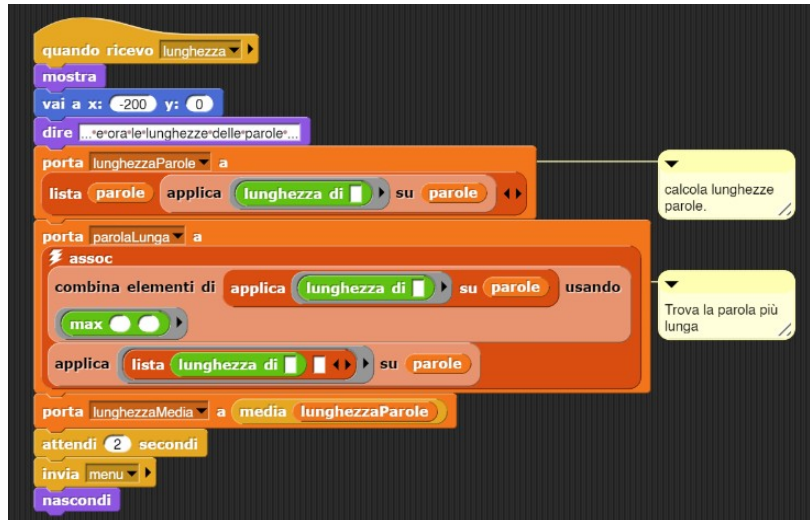 quando ricevo lunghezza
mostra
vai a x: -200 y: 0
dire ...e ora le lunghezze delle parole ...
porta lunghezzaParole a
lista parole applica lunghezza di su parole
calcola lunghezze
parole.
porta parolaLunga a
assoc
combina elementi di applica lunghezza di su parole usando
max
Trova la parola più
lunga
applica lista lunghezza di su parole
porta lunghezzaMedia a media lunghezzaParole
attendi 2 secondi
invia menu
nascondi